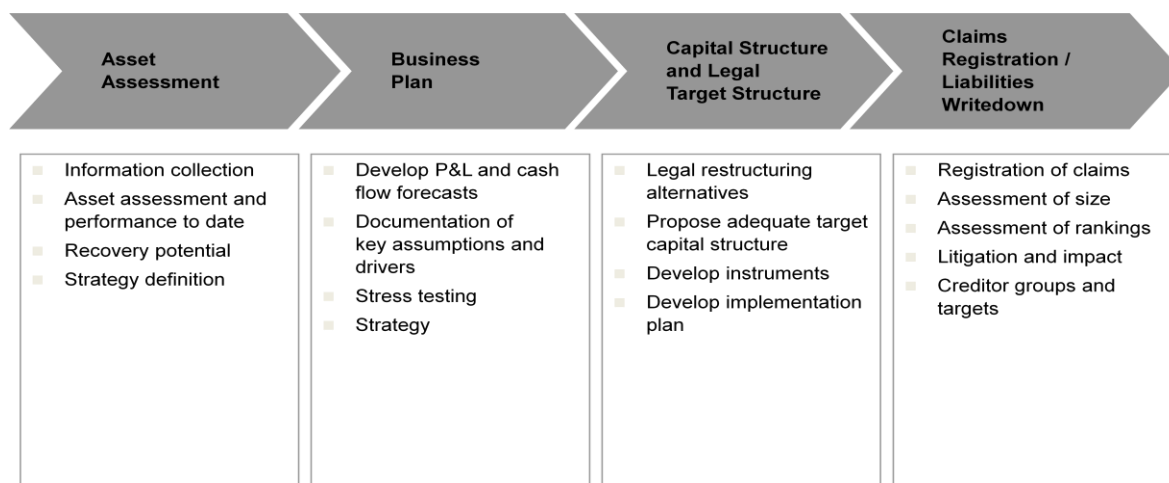 Asset
Assessment
Business
Plan
Capital Structure
and Legal
Target Structure
Claims
Registration /
Liabilities
Writedown
Information collection
Asset assessment and
performance to date
Recovery potential
Strategy definition
Develop P&L and cash
flow forecasts
Documentation of
key assumptions and
drivers
Stress testing
Strategy
Legal restructuring
alternatives
Propose adequate target
capital structure
Develop instruments
Develop implementation
plan
Registration of claims
Assessment of size
Assessment of rankings
Litigation and impact
Creditor groups and
targets